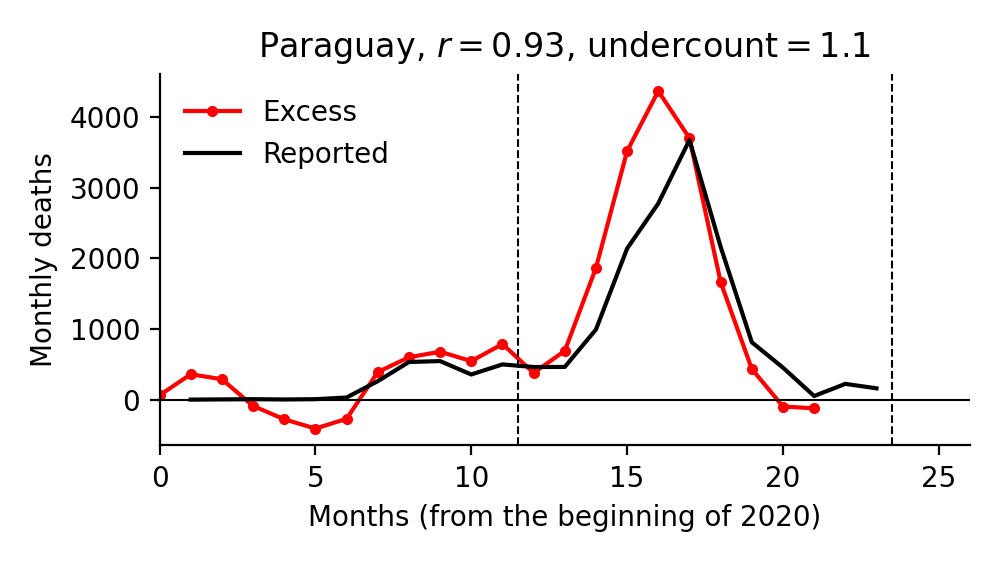 Paraguay, r = 0.93, undercount = 1.1
Excess
Reported
Monthly deaths
4000
3000
2000
1000
0
0 5 10 15 20 25
Months (from the beginning of 2020)